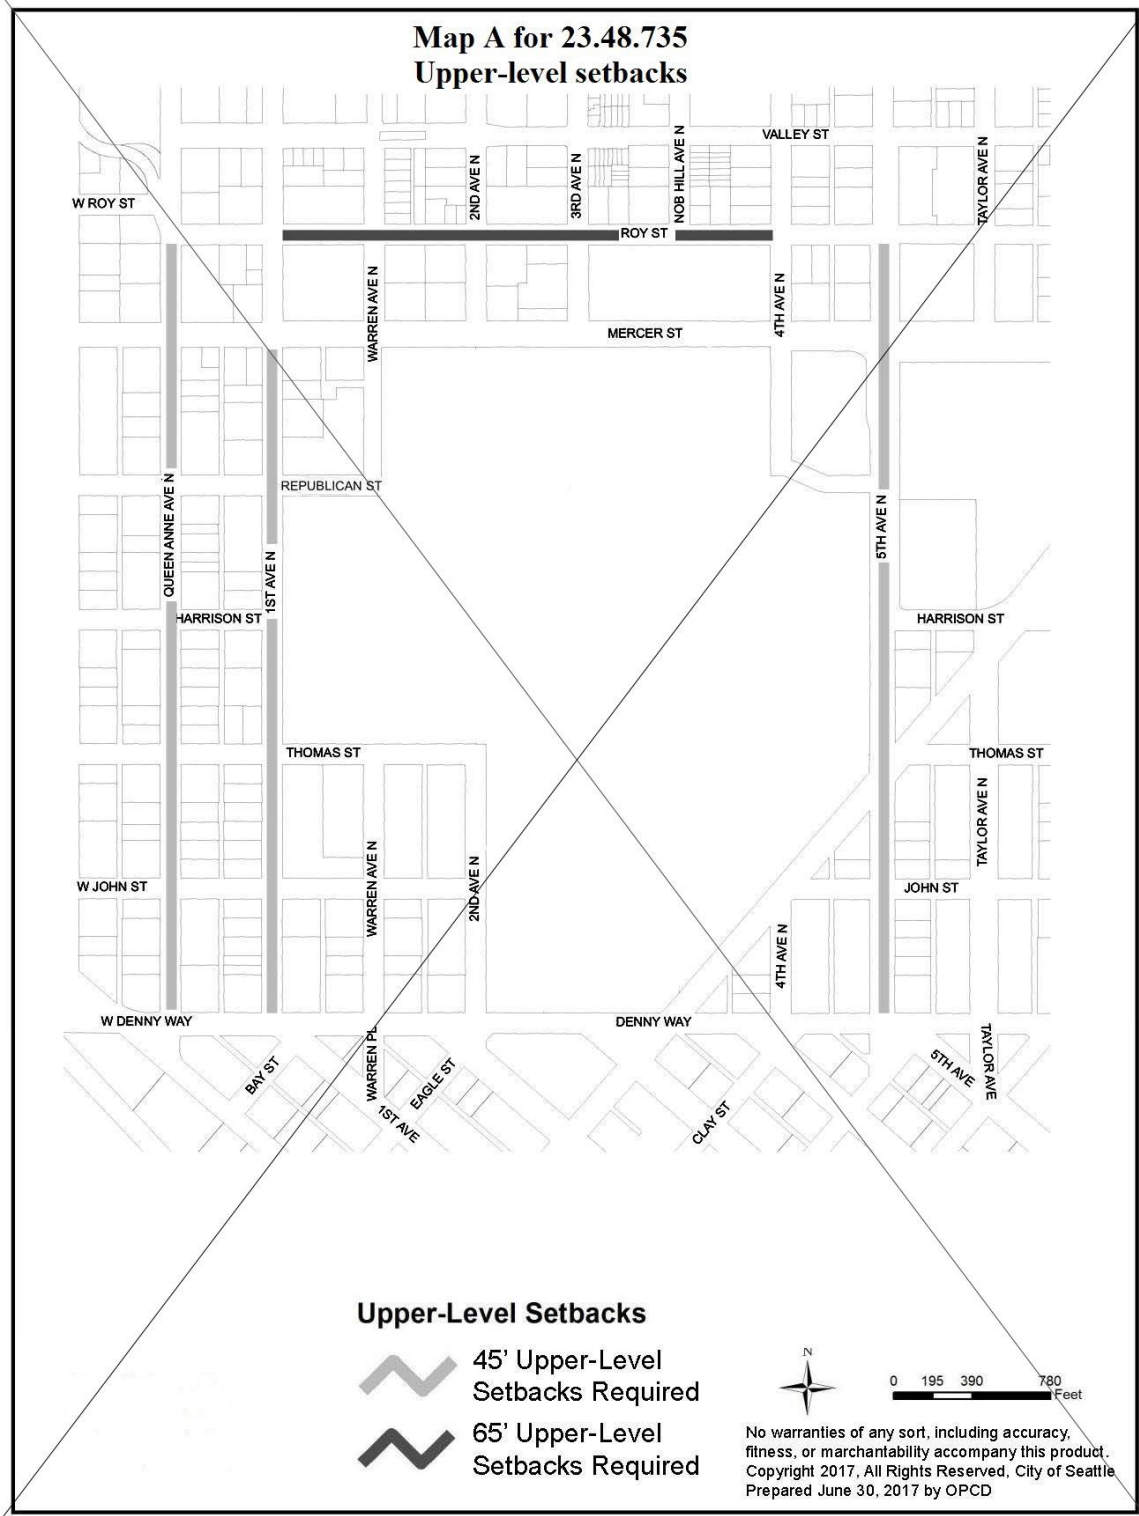 Map A for 23.48.735
Upper-level setbacks
VALLEY ST
W ROY ST
2ND AVE N
3RD AVE N
NOB HILL AVE N
TAYLOR AVE N
ROY ST
WARREN AVE N
4TH AVE N
MERCER ST
QUEEN ANNE AVE N
REPUBLICAN ST
1ST AVE N
5TH AVE N
HARRISON ST
HARRISON ST
THOMAS ST
THOMAS ST
TAYLOR AVE N
W JOHN ST
WARREN AVE N
2ND AVE N
JOHN ST
4TH AVE N
W DENNY WAY
DENNY WAY
BAY ST
WARREN PL
EAGLE ST
1ST AVE
CLAY ST
5TH AVE
TAYLOR AVE
Upper-Level Setbacks
45' Upper-Level
Setbacks Required
65' Upper-Level
Setbacks Required
N
0 195 390 780
Feet
No warranties of any sort, including accuracy,
fitness, or marchantability accompany this product.
Copyright 2017, All Rights Reserved, City of Seattle
Prepared June 30, 2017 by OPCD